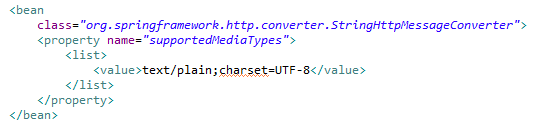 <bean
class="org.springframework.http.converter.StringHttpMessageConverter">
<property name="supportedMediaTypes">
<list>
<value>text/plain;charset=UTF-8</value>
</list>
</property>
</bean>